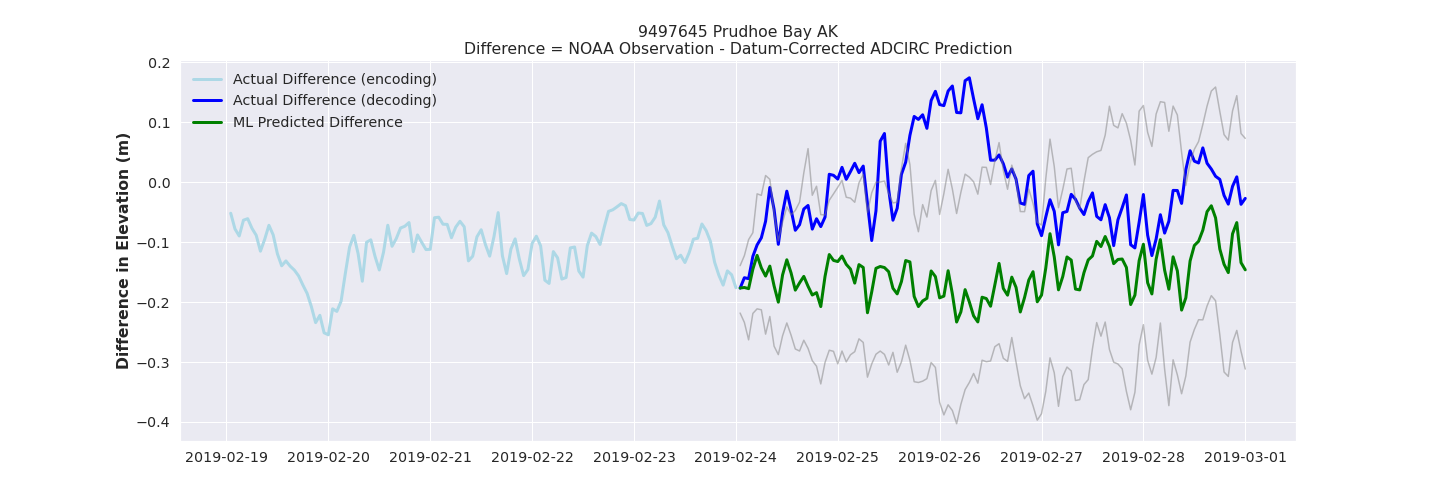 9497645 Prudhoe Bay AK
Difference = NOAA Observation - Datum-Corrected ADCIRC Prediction
Actual Difference (encoding)
Actual Difference (decoding)
ML Predicted Difference
Difference in Elevation (m)
0.2
0.1
0.0
−0.1
−0.2
−0.3
−0.4
2019-02-19 2019-02-20 2019-02-21 2019-02-22 2019-02-23 2019-02-24 2019-02-25 2019-02-26 2019-02-27 2019-02-28 2019-03-01